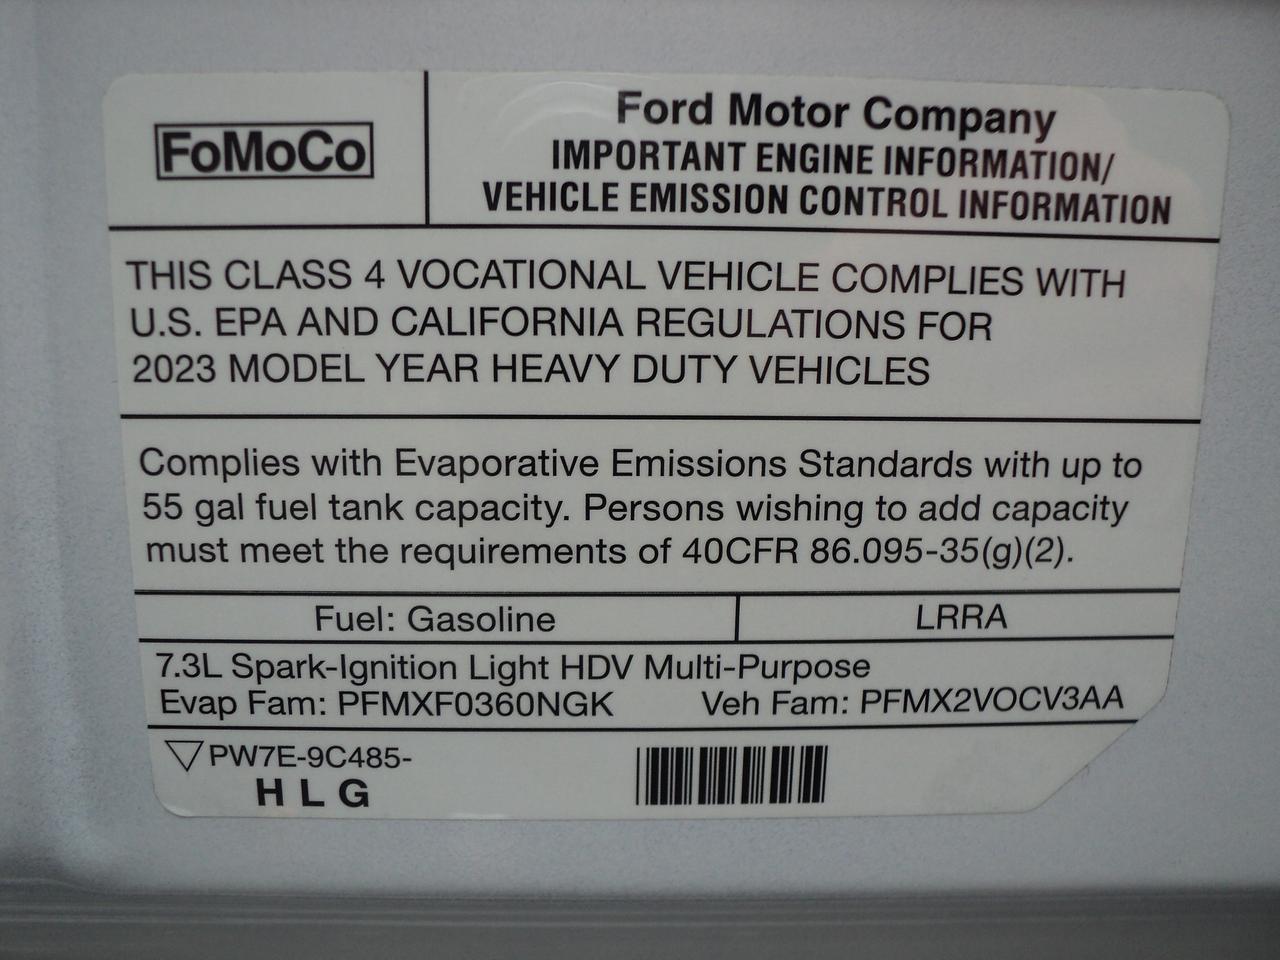 FoMoCo
Ford Motor Company
IMPORTANT ENGINE INFORMATION/
VEHICLE EMISSION CONTROL INFORMATION
THIS CLASS 4 VOCATIONAL VEHICLE COMPLIES WITH
U.S. EPA AND CALIFORNIA REGULATIONS FOR
2023 MODEL YEAR HEAVY DUTY VEHICLES
Complies with Evaporative Emissions Standards with up to
55 gal fuel tank capacity. Persons wishing to add capacity
must meet the requirements of 40CFR 86.095-35(g)(2).
Fuel: Gasoline LRRA
7.3L Spark-Ignition Light HDV Multi-Purpose
Evap Fam: PFMXF0360NGK Veh Fam: PFMX2VOCV3AA
▽PW7E-9C485-
H L G